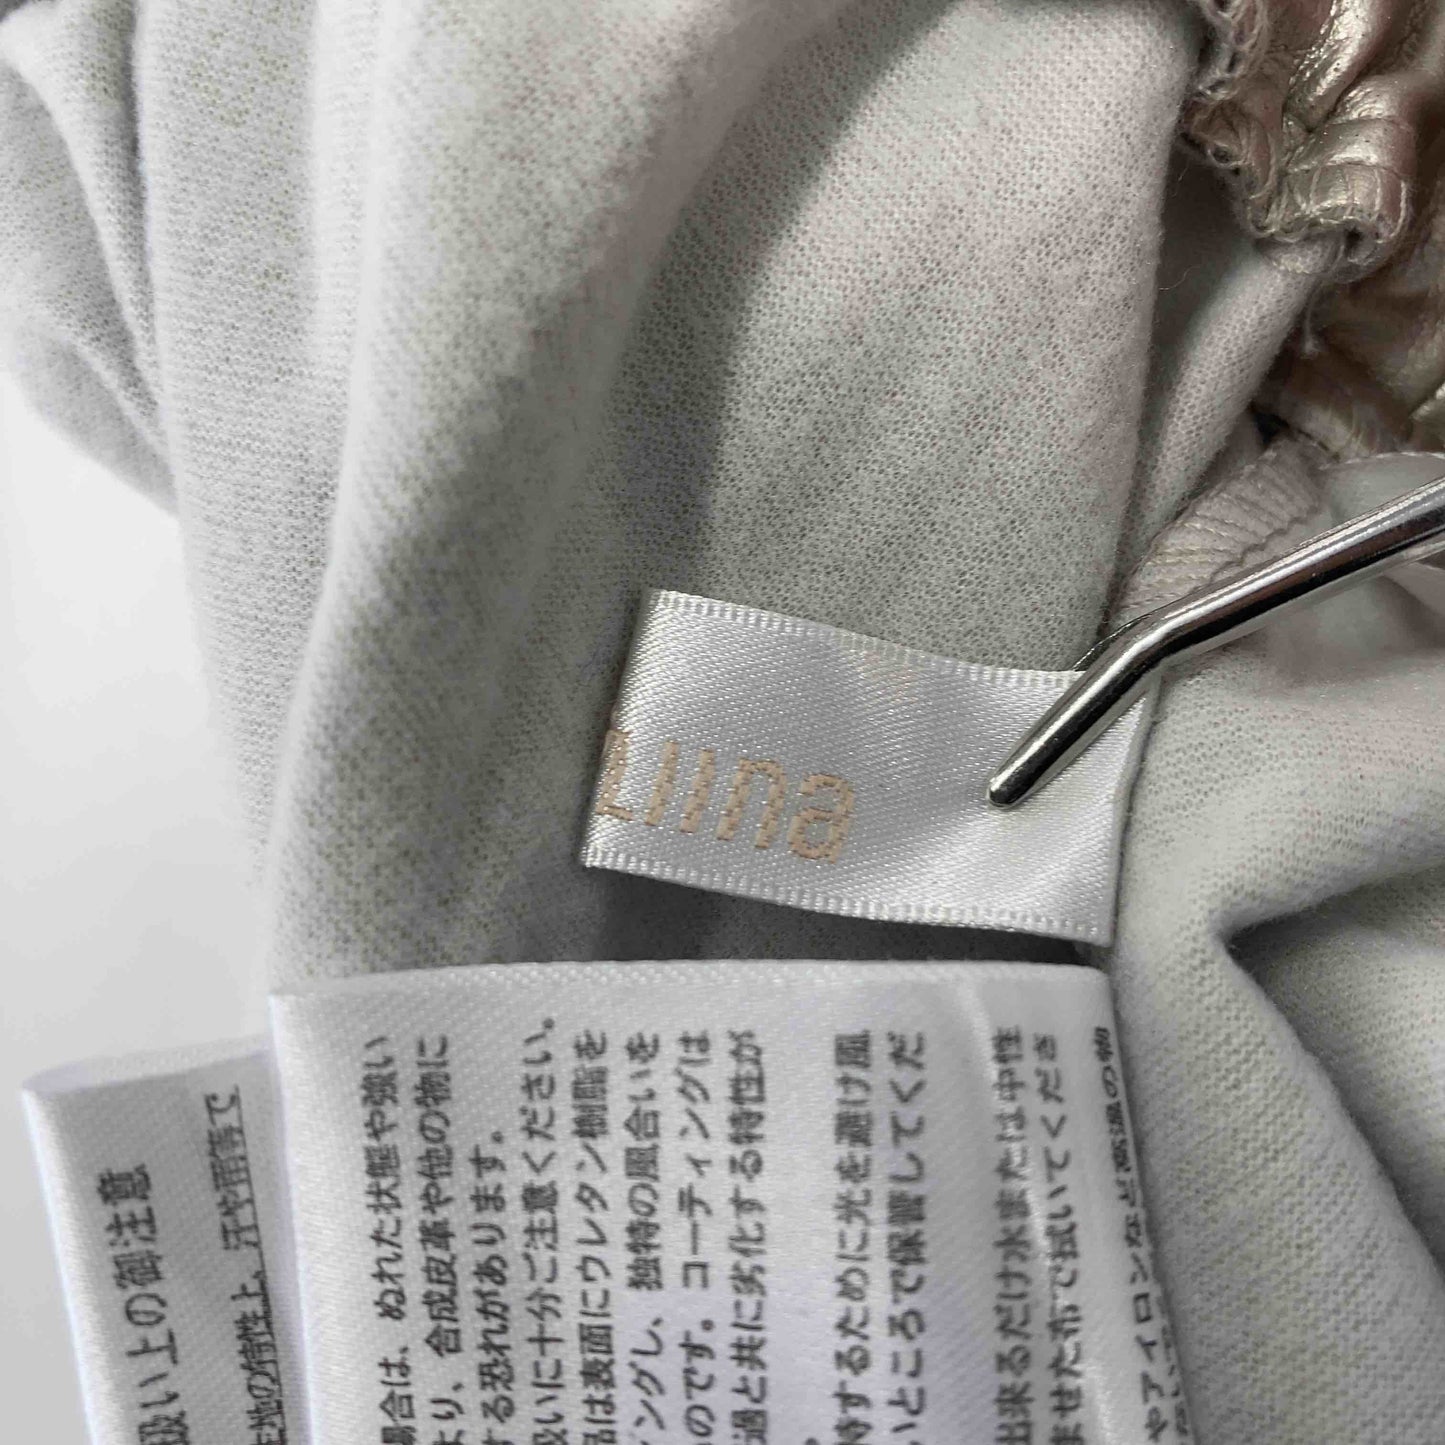 Liina
扱い上の御注意
生地の特性上、汗や雨等で
場合は、ぬれた状態や強い
より、合成皮革や他の物に
する恐れがあります。
扱いに十分ご注意ください。
品は表面にウレタン樹脂を
ィングし、独特の風合いを
ものです。コーティングは
過と共に劣化する特性が
。
持するために光を避け風
いところで保管してくだ
出来るだけ水または中性
ませた布で拭いてくださ
やアイロンなど高温の物